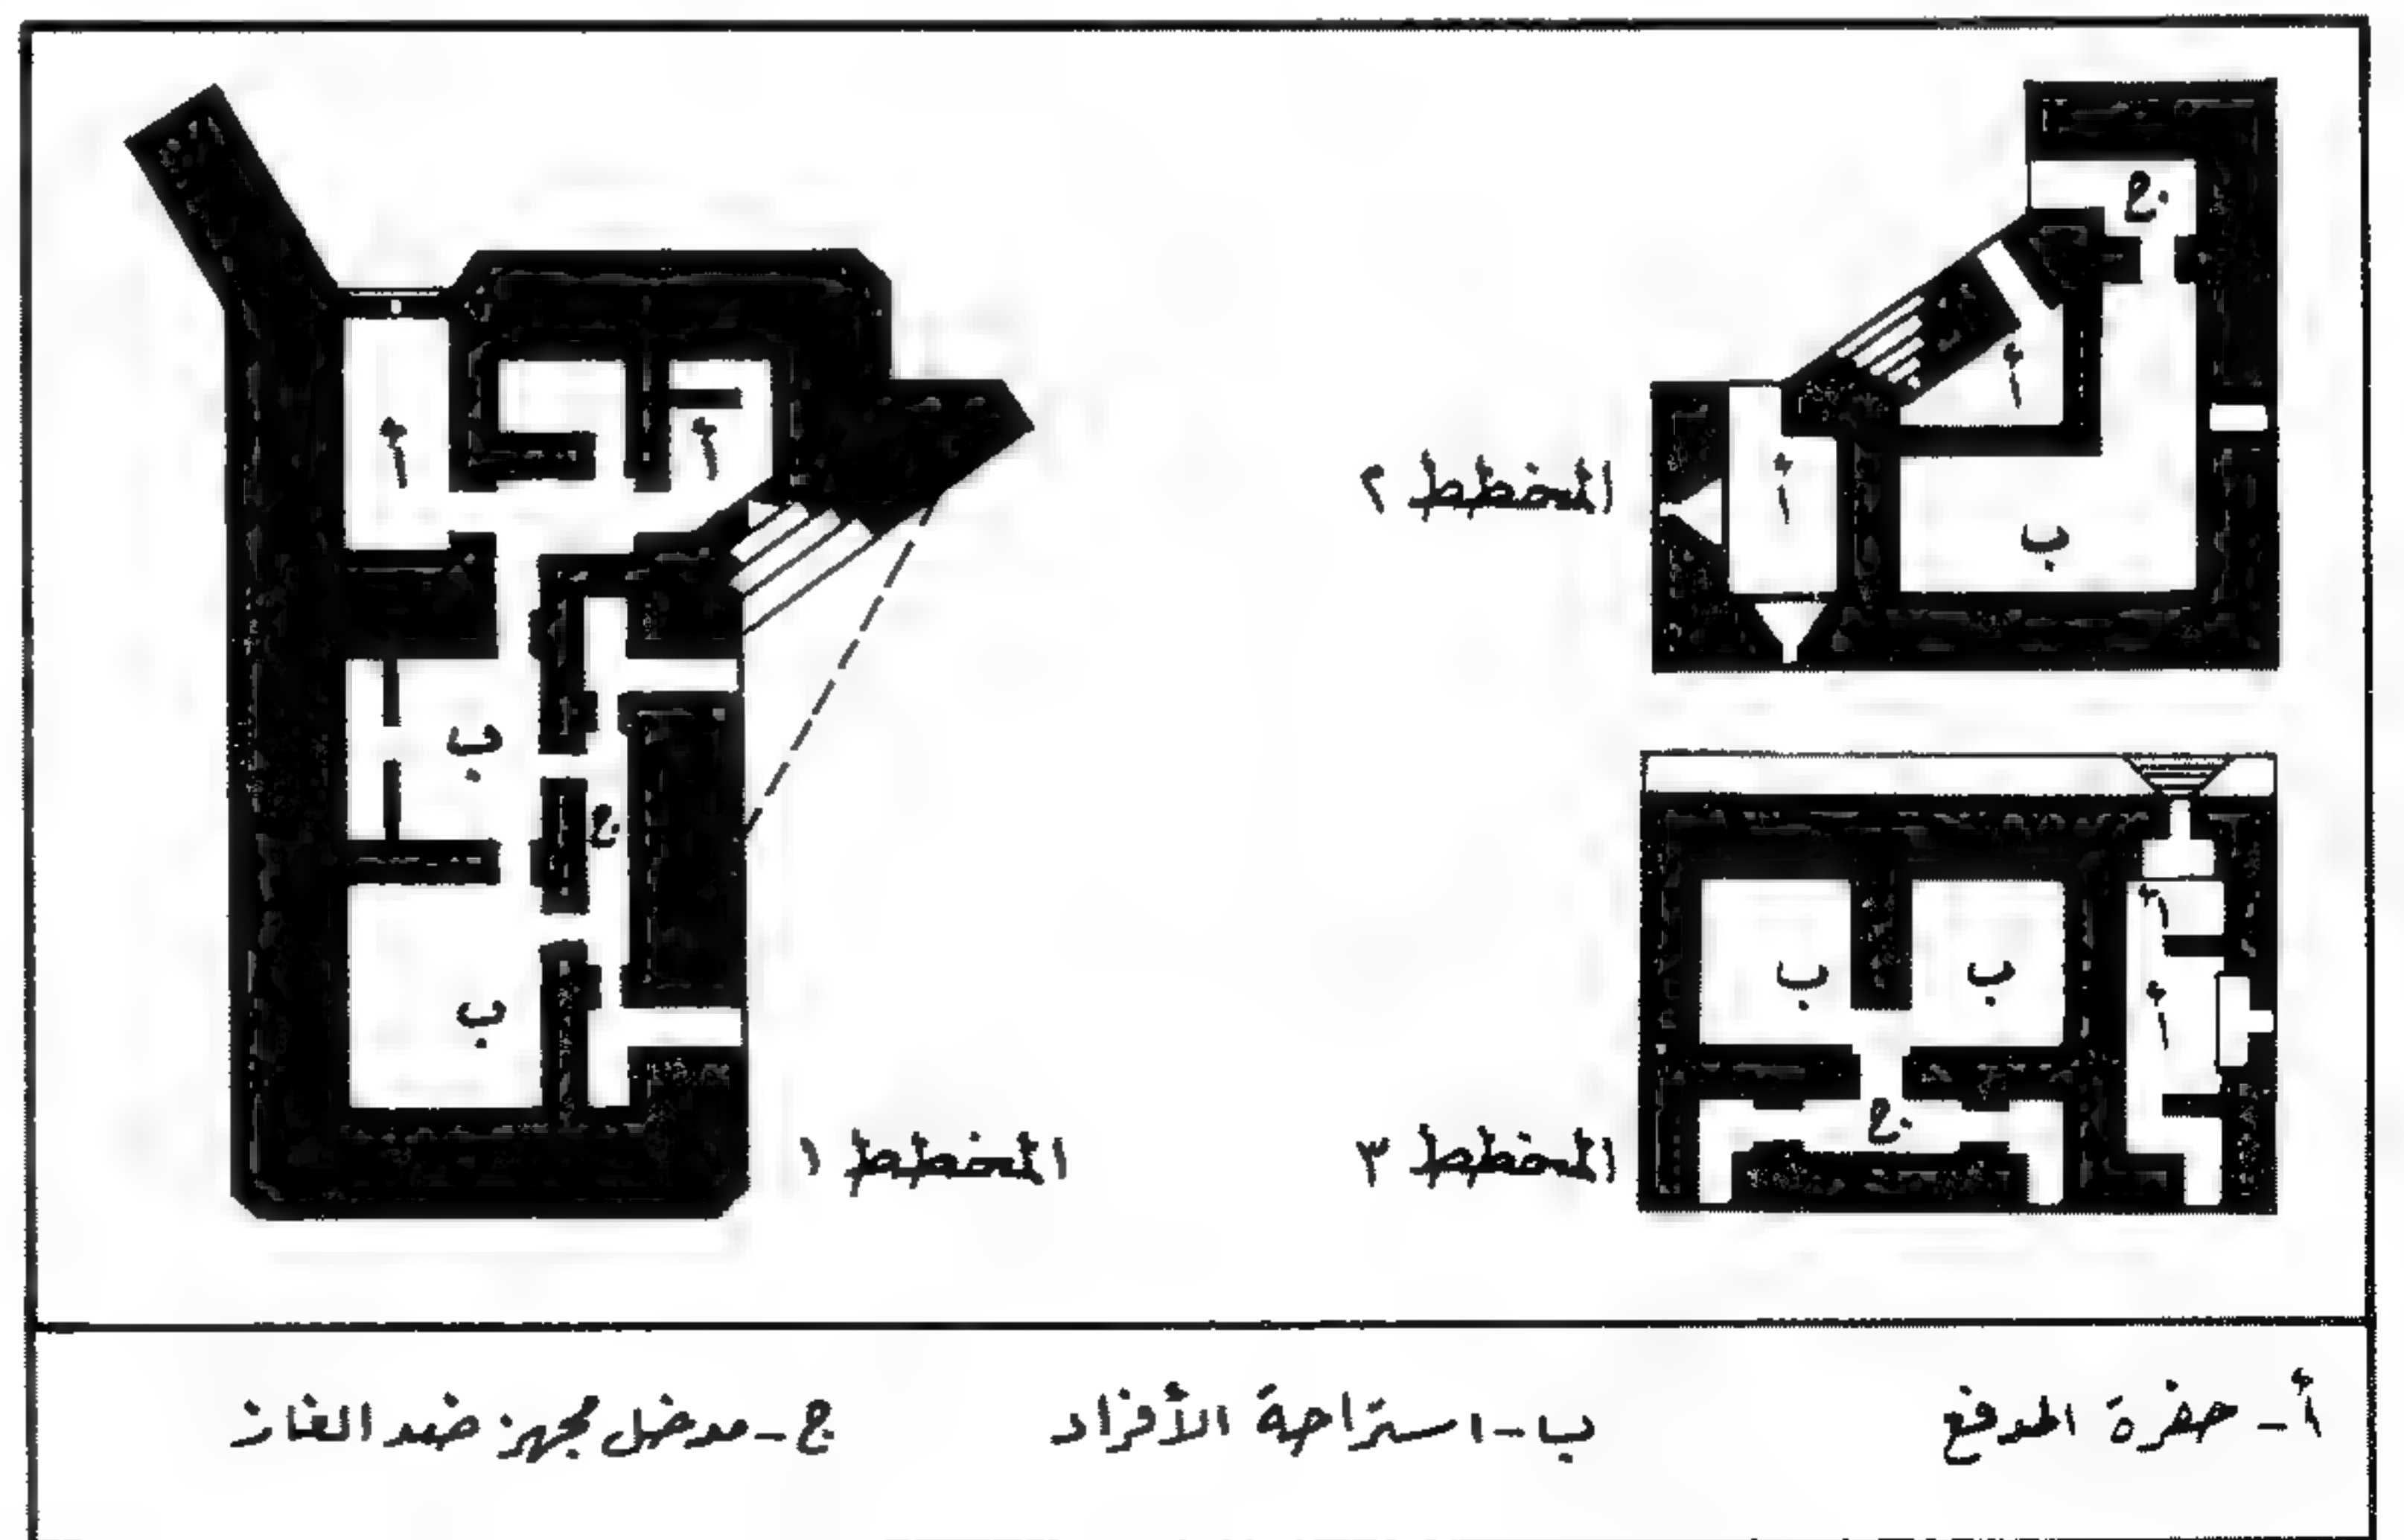 ج
أ
أ
أ
أ
المخطط ٢
ب
ب
ج
ب
أ
ب
ب
أ
ج
المخطط ٣
المخطط ١
أ - حفرة المدفع
ب - استراحة الأفراد
ج - مدخل مجهز ضد الغاز